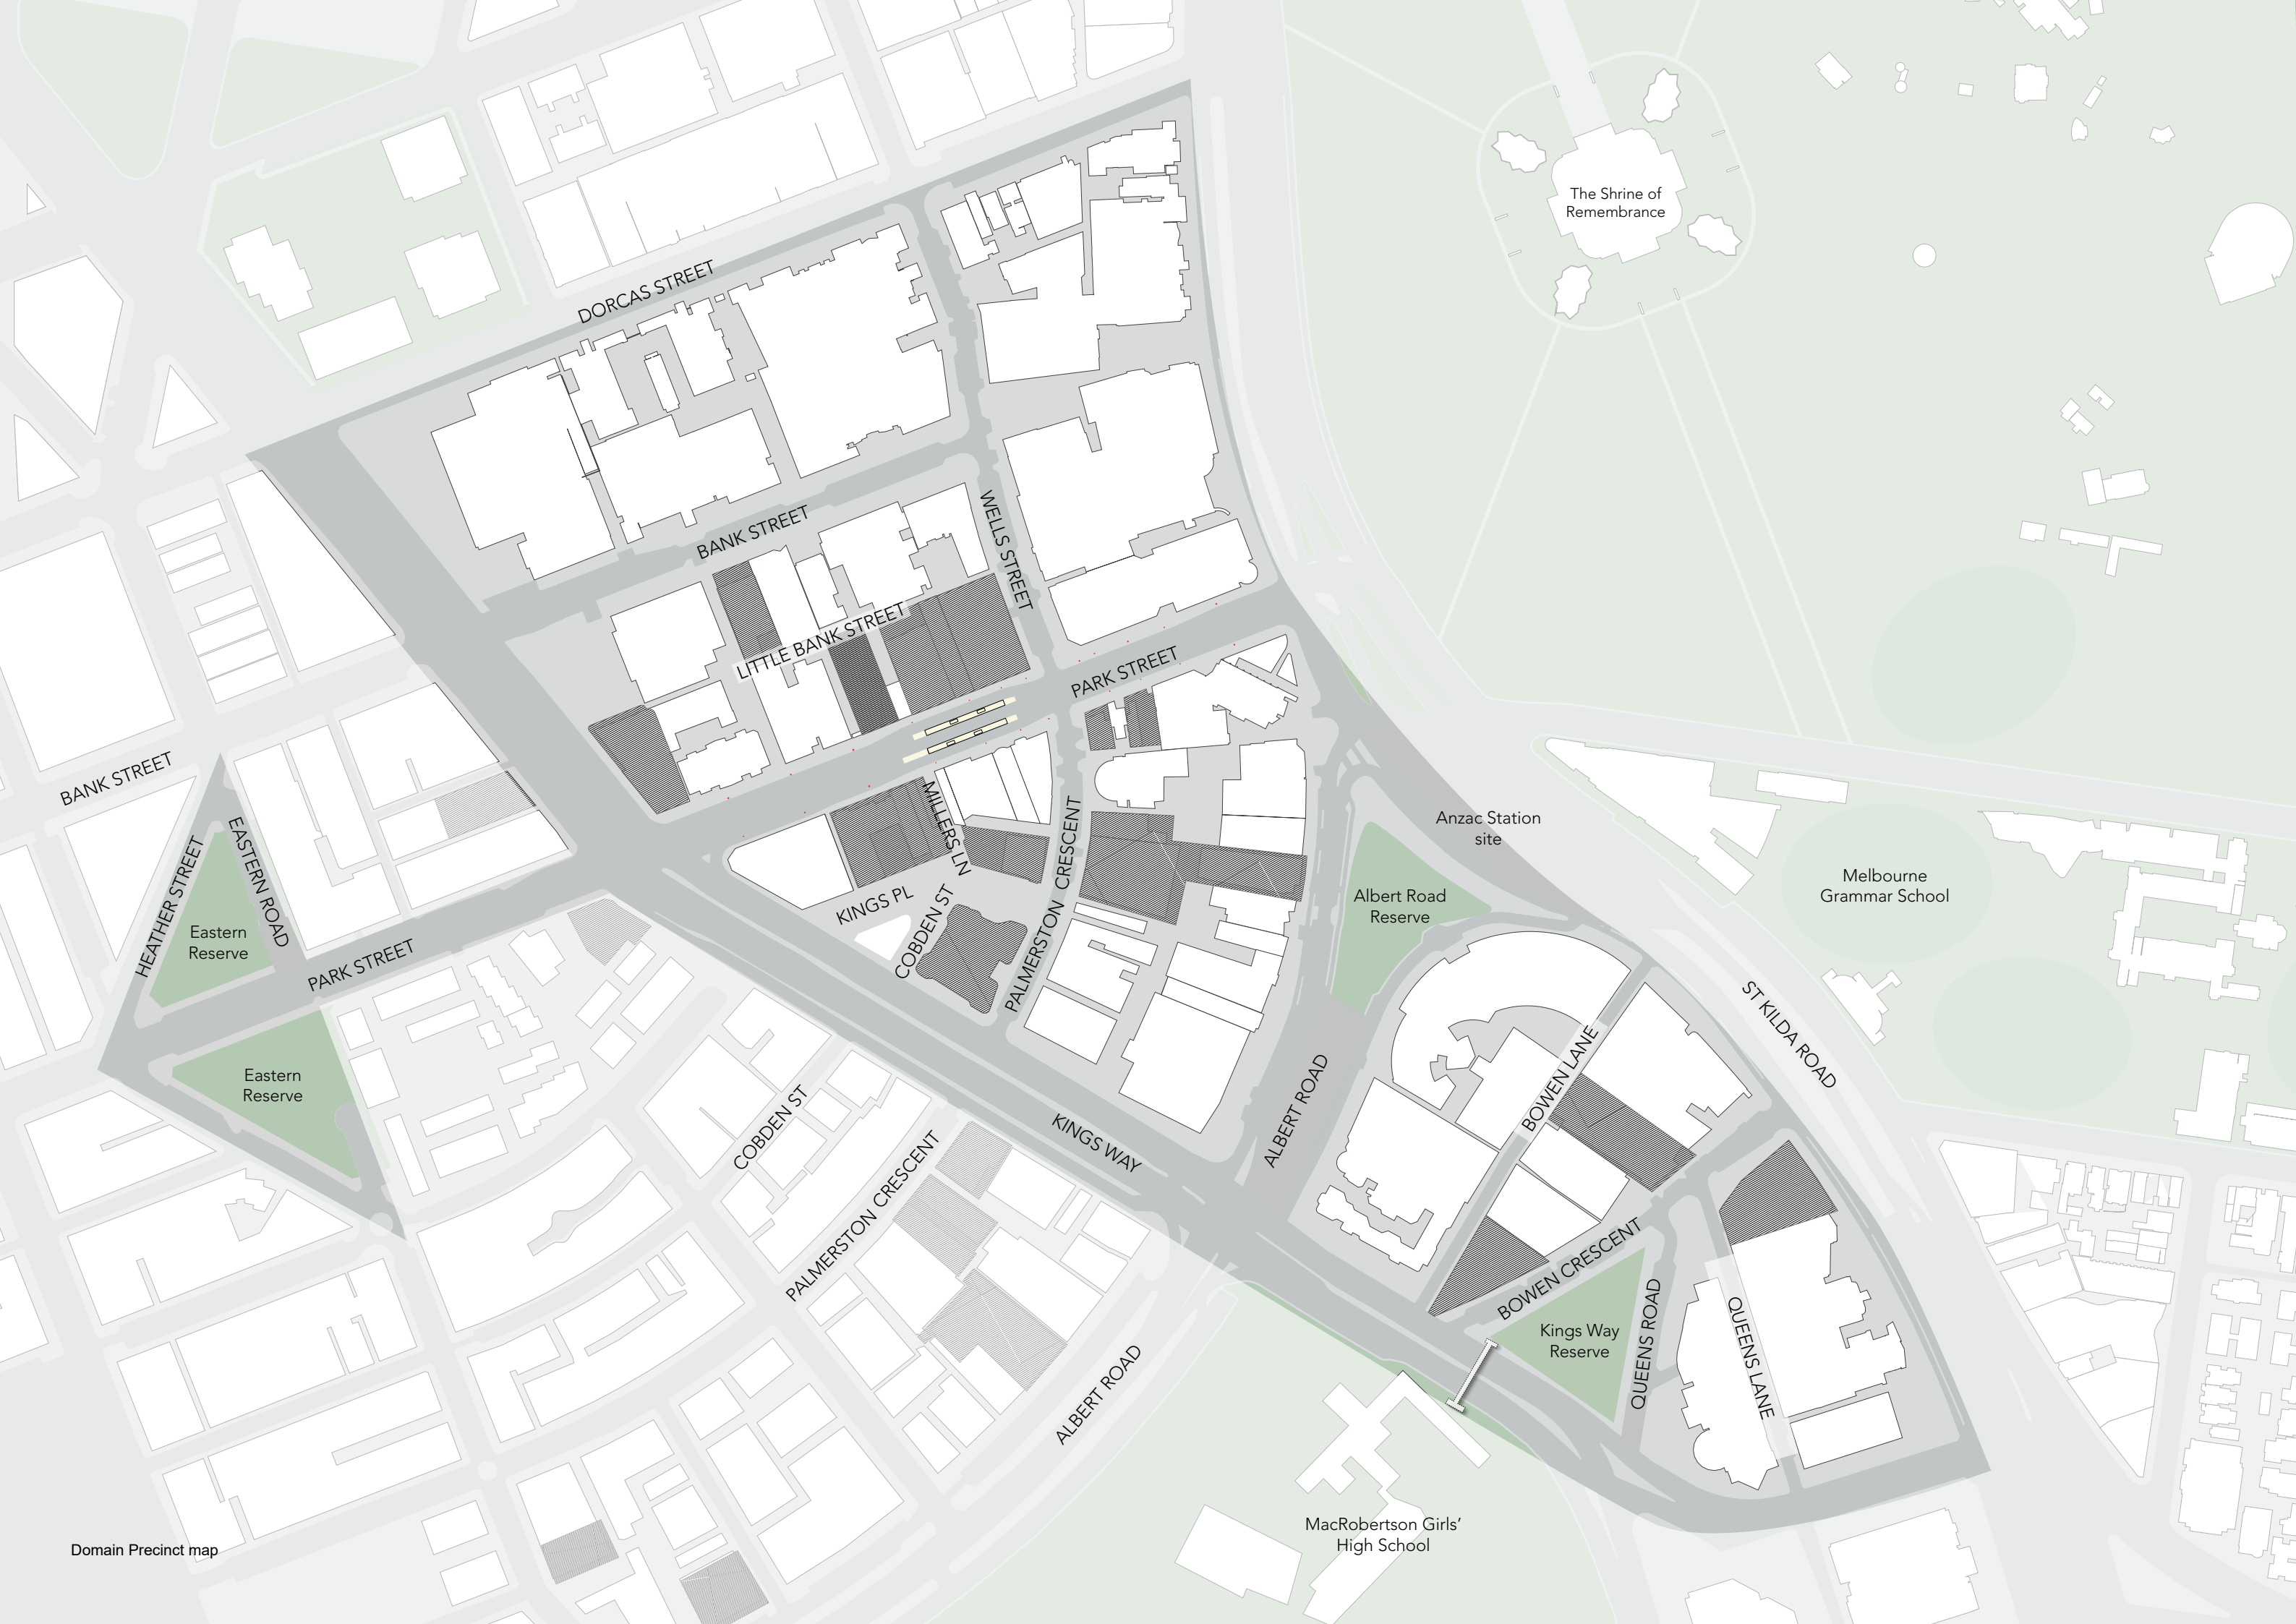 The Shrine of
Remembrance
DORCAS STREET
BANK STREET
WELLS STREET
LITTLE BANK STREET
PARK STREET
BANK STREET
MILLERS LN
EASTERN ROAD
HEATHER STREET
PALMERSTON CRESCENT
Anzac Station
site
Melbourne
Grammar School
Albert Road
Reserve
KINGS PL
COBDEN ST
Eastern
Reserve
PARK STREET
ST KILDA ROAD
Eastern
Reserve
BOWEN LANE
ALBERT ROAD
COBDEN ST
KINGS WAY
PALMERSTON CRESCENT
BOWEN CRESCENT
Kings Way
Reserve
QUEENS ROAD
QUEENS LANE
ALBERT ROAD
MacRobertson Girls’
High School
Domain Precinct map